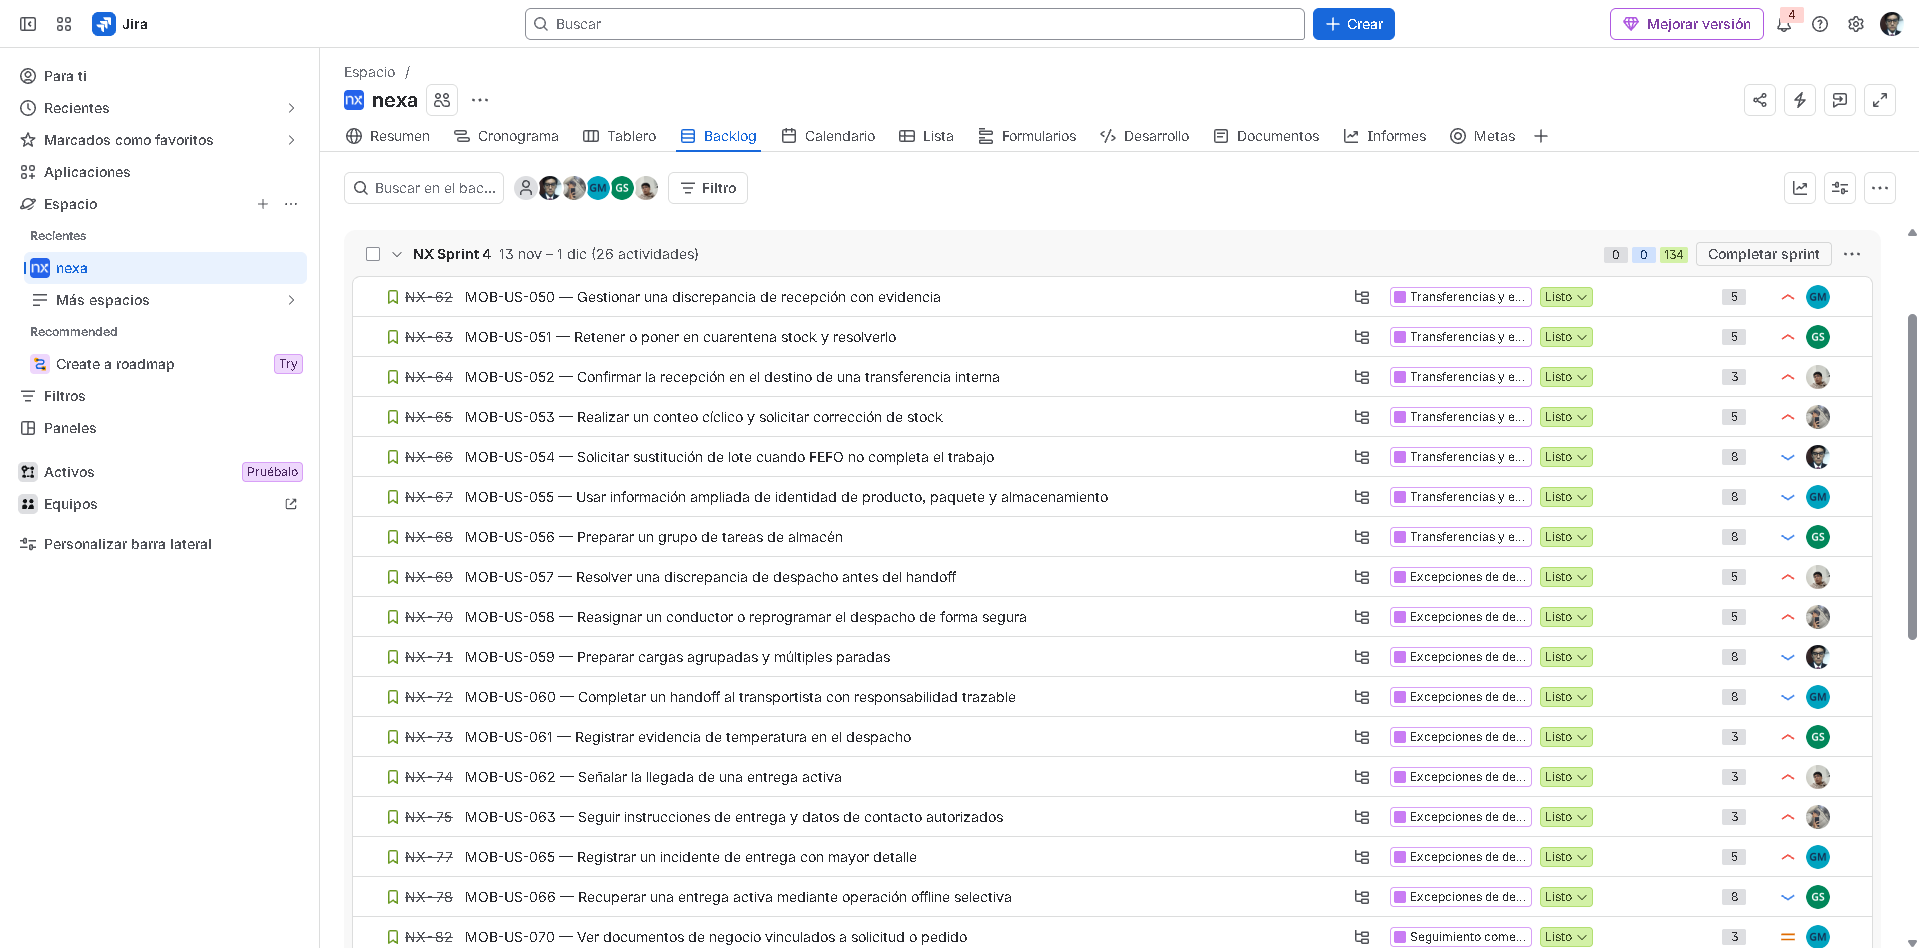 Jira
Buscar
Crear
Mejorar versión
4
Para ti
Recientes
Marcados como favoritos
Aplicaciones
Espacio
Recientes
nx nexa
Más espacios
Recommended
Create a roadmap Try
Filtros
Paneles
Activos Pruébalo
Equipos
Personalizar barra lateral
Espacio /
nx nexa
Resumen Cronograma Tablero Backlog Calendario Lista Formularios Desarrollo Documentos Informes Metas
Buscar en el bac... GM GS Filtro
NX Sprint 4 13 nov – 1 dic (26 actividades) 0 0 134 Completar sprint
NX-62 MOB-US-050 — Gestionar una discrepancia de recepción con evidencia Transferencias y e... Listo 5 GM
NX-63 MOB-US-051 — Retener o poner en cuarentena stock y resolverlo Transferencias y e... Listo 5 GS
NX-64 MOB-US-052 — Confirmar la recepción en el destino de una transferencia interna Transferencias y e... Listo 3
NX-65 MOB-US-053 — Realizar un conteo cíclico y solicitar corrección de stock Transferencias y e... Listo 5
NX-66 MOB-US-054 — Solicitar sustitución de lote cuando FEFO no completa el trabajo Transferencias y e... Listo 8
NX-67 MOB-US-055 — Usar información ampliada de identidad de producto, paquete y almacenamiento Transferencias y e... Listo 8 GM
NX-68 MOB-US-056 — Preparar un grupo de tareas de almacén Transferencias y e... Listo 8 GS
NX-69 MOB-US-057 — Resolver una discrepancia de despacho antes del handoff Excepciones de de... Listo 5
NX-70 MOB-US-058 — Reasignar un conductor o reprogramar el despacho de forma segura Excepciones de de... Listo 5
NX-71 MOB-US-059 — Preparar cargas agrupadas y múltiples paradas Excepciones de de... Listo 8
NX-72 MOB-US-060 — Completar un handoff al transportista con responsabilidad trazable Excepciones de de... Listo 8 GM
NX-73 MOB-US-061 — Registrar evidencia de temperatura en el despacho Excepciones de de... Listo 3 GS
NX-74 MOB-US-062 — Señalar la llegada de una entrega activa Excepciones de de... Listo 3
NX-75 MOB-US-063 — Seguir instrucciones de entrega y datos de contacto autorizados Excepciones de de... Listo 3
NX-77 MOB-US-065 — Registrar un incidente de entrega con mayor detalle Excepciones de de... Listo 5 GM
NX-78 MOB-US-066 — Recuperar una entrega activa mediante operación offline selectiva Excepciones de de... Listo 8 GS
NX-82 MOB-US-070 — Ver documentos de negocio vinculados a solicitud o pedido Seguimiento come... Listo 3 GM